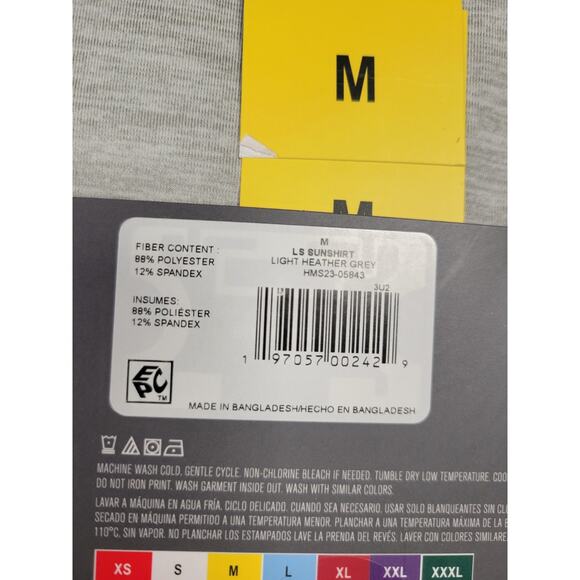 M
M
M
LS SUNSHIRT
LIGHT HEATHER GREY
HMS23-05843
3U2
FIBER CONTENT :
88% POLYESTER
12% SPANDEX
INSUMES:
88% POLIÉSTER
12% SPANDEX
1 97057 00242 9
EPC
TM
MADE IN BANGLADESH/HECHO EN BANGLADESH
MACHINE WASH COLD, GENTLE CYCLE. NON-CHLORINE BLEACH IF NEEDED. TUMBLE DRY LOW TEMPERATURE.
DO NOT IRON PRINT. WASH GARMENT INSIDE OUT. WASH WITH SIMILAR COLORS.
LAVAR A MÁQUINA EN AGUA FRÍA. CICLO DELICADO. CUANDO SEA NECESARIO. USAR SOLO BLANQUEANTES SIN
SECADO EN MÁQUINA PERMITIDO A UNA TEMPERATURA MENOR. PLANCHAR A UNA TEMPERATURA MÁXIMA DE LA
110°C, SIN VAPOR. NO PLANCHAR LOS ESTAMPADOS LAVE LA PRENDA DEL REVÉS. LAVER CON COLORES
XS S M L XL XXL XXXL